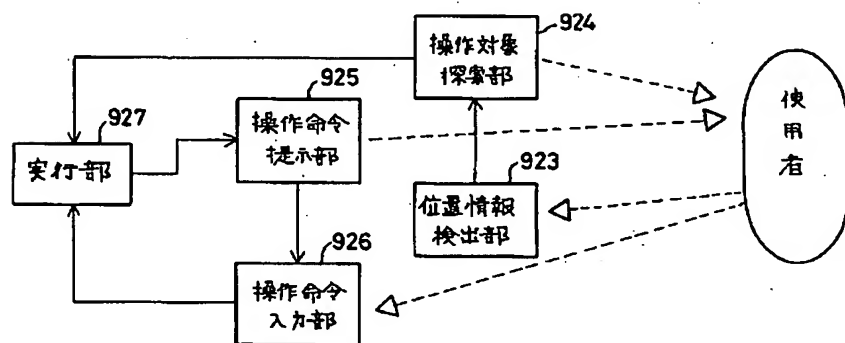 924
操作対象
探索部
925
操作命令
提示部
927
実行部
923
位置情報
検出部
926
操作命令
入力部
使用者